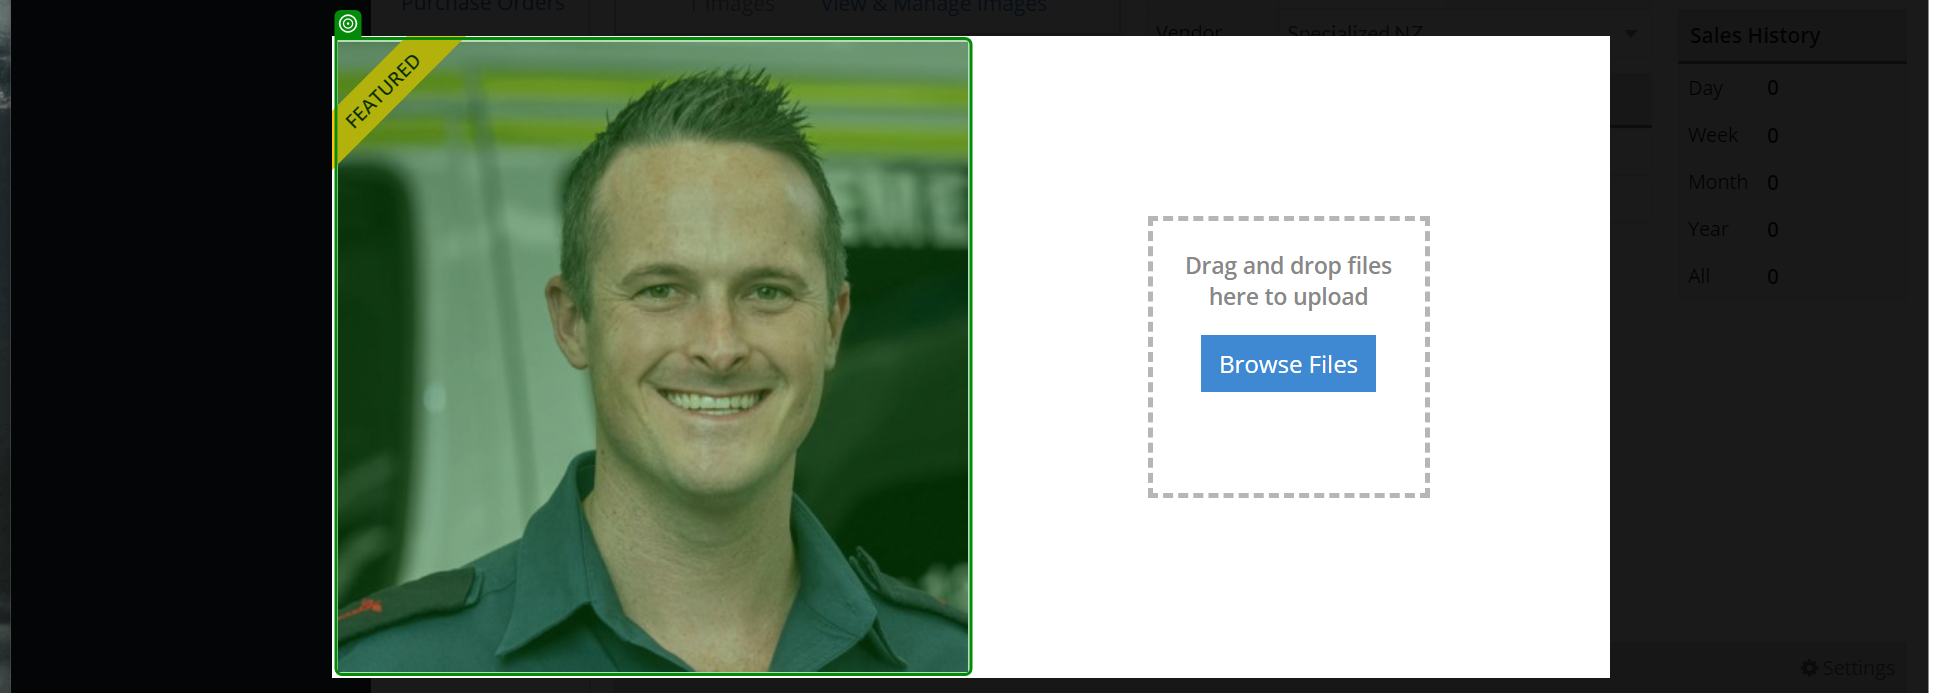 Purchase Orders
1 Images
View & Manage Images
Vendor
Specialized NZ
Sales History
FEATURED
Day 0
Week 0
Month 0
Year 0
All 0
EME
Drag and drop files
here to upload
Browse Files
Settings